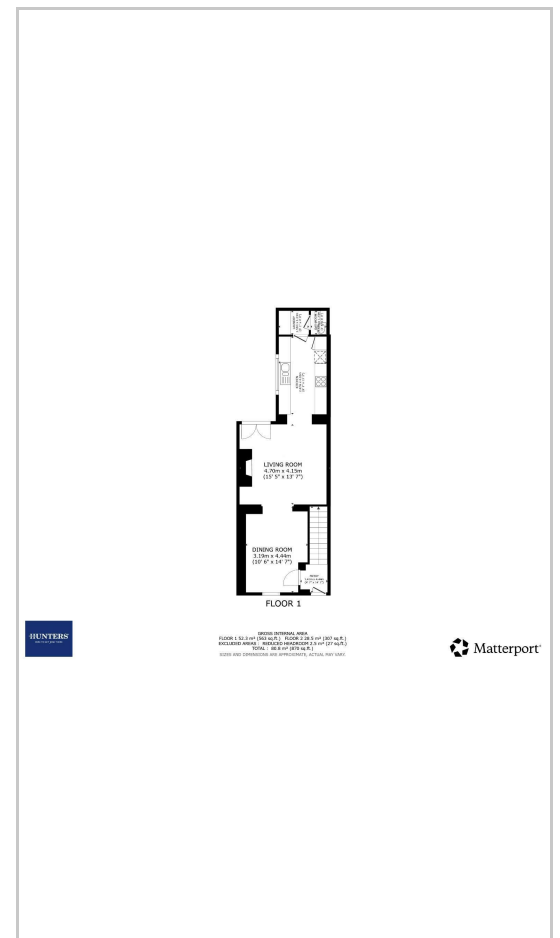 LIVING ROOM
4.70m x 4.15m
(15' 5" x 13' 7")
DINING ROOM
3.19m x 4.44m
(10' 6" x 14' 7")
FLOOR 1
HUNTERS
GROSS INTERNAL AREA
FLOOR 1 52.3 m² (563 sq.ft.) FLOOR 2 28.5 m² (307 sq.ft.)
EXCLUDED AREAS : REDUCED HEADROOM 2.5 m² (27 sq.ft.)
TOTAL : 80.8 m² (870 sq.ft.)
SIZES AND DIMENSIONS ARE APPROXIMATE, ACTUAL MAY VARY.
Matterport